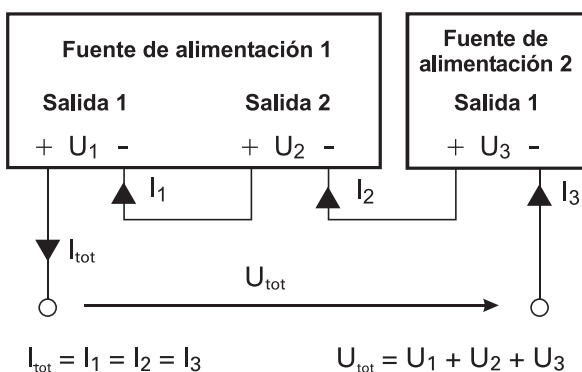 Fuente de alimentación 1
Salida 1 Salida 2
+ U₁ - + U₂ -
Fuente de
alimentación 2
Salida 1
+ U₃ -
I₁ I₂ I₃
Iₜₒₜ
Uₜₒₜ
Iₜₒₜ = I₁ = I₂ = I₃ Uₜₒₜ = U₁ + U₂ + U₃